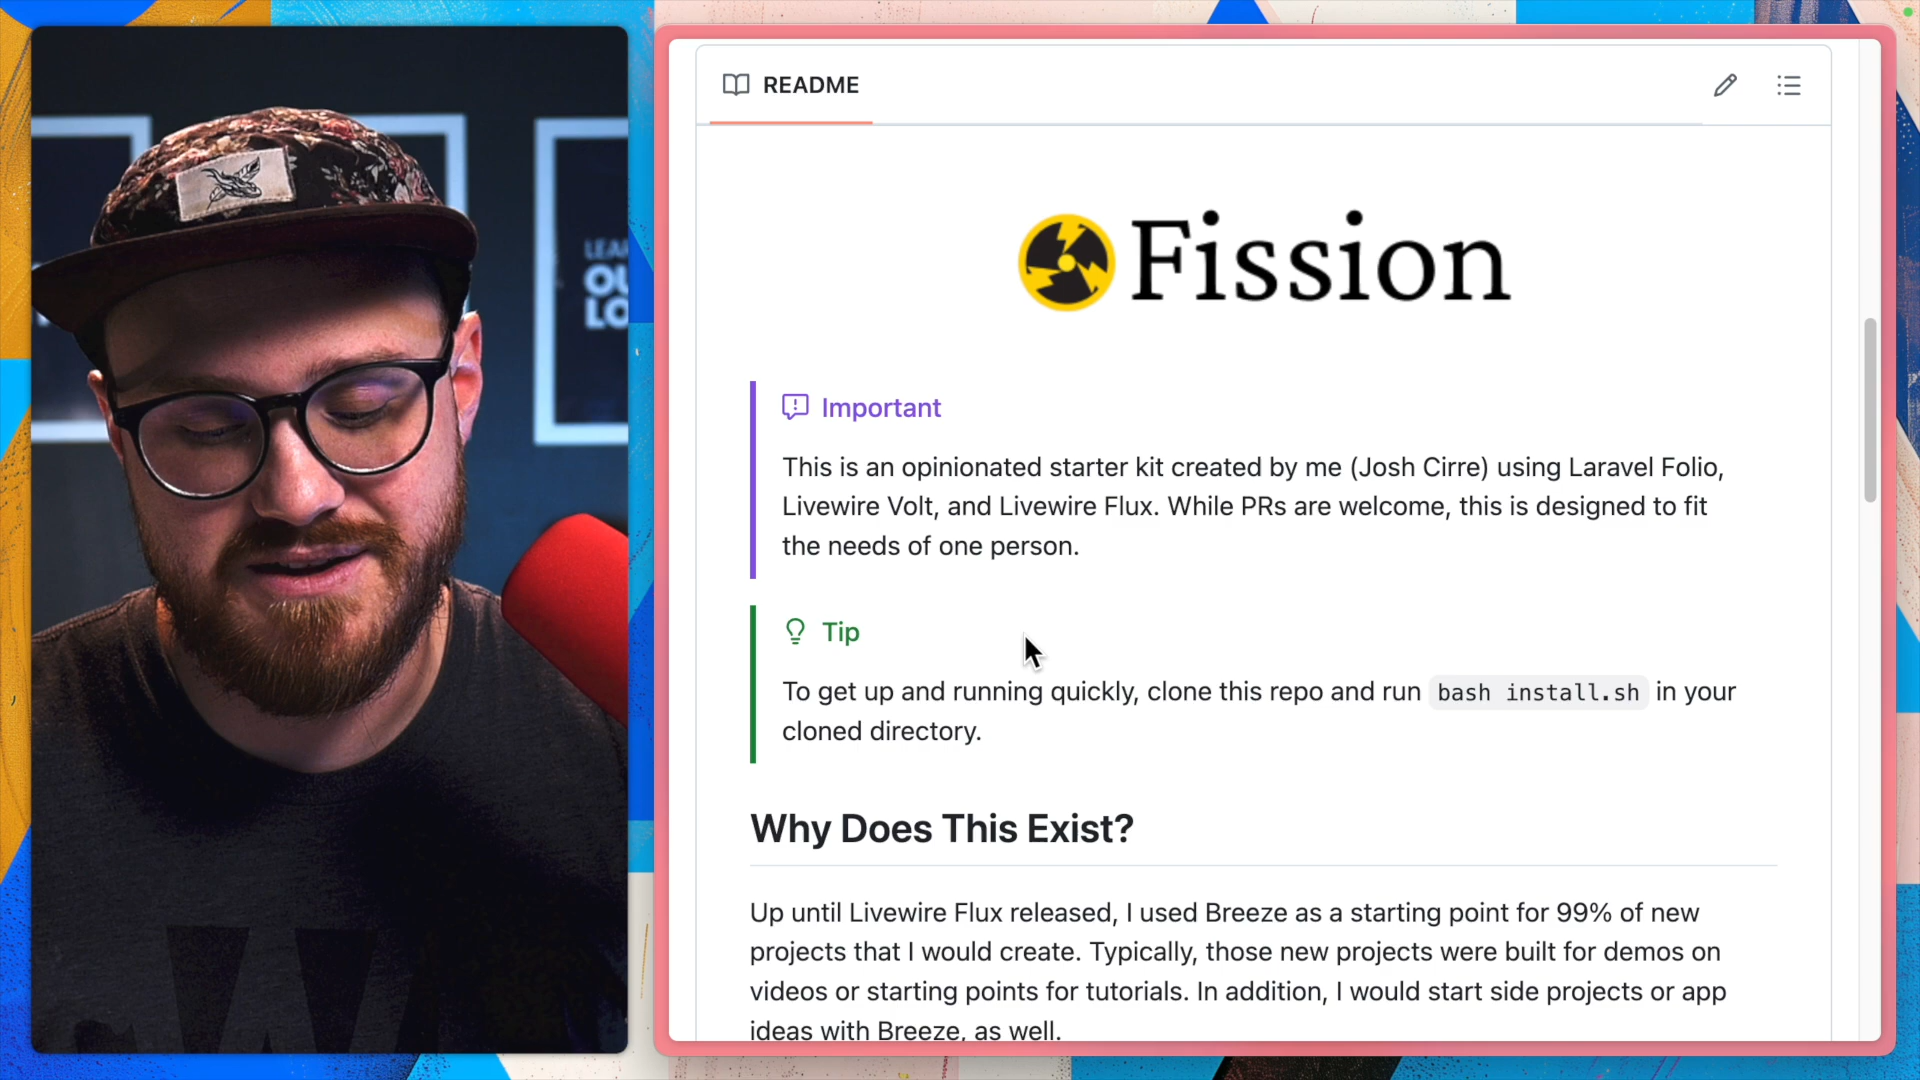 LEA
OU
LO
README
Fission
Important
This is an opinionated starter kit created by me (Josh Cirre) using Laravel Folio,
Livewire Volt, and Livewire Flux. While PRs are welcome, this is designed to fit
the needs of one person.
Tip
To get up and running quickly, clone this repo and run bash install.sh in your
cloned directory.
Why Does This Exist?
Up until Livewire Flux released, I used Breeze as a starting point for 99% of new
projects that I would create. Typically, those new projects were built for demos on
videos or starting points for tutorials. In addition, I would start side projects or app
ideas with Breeze, as well.